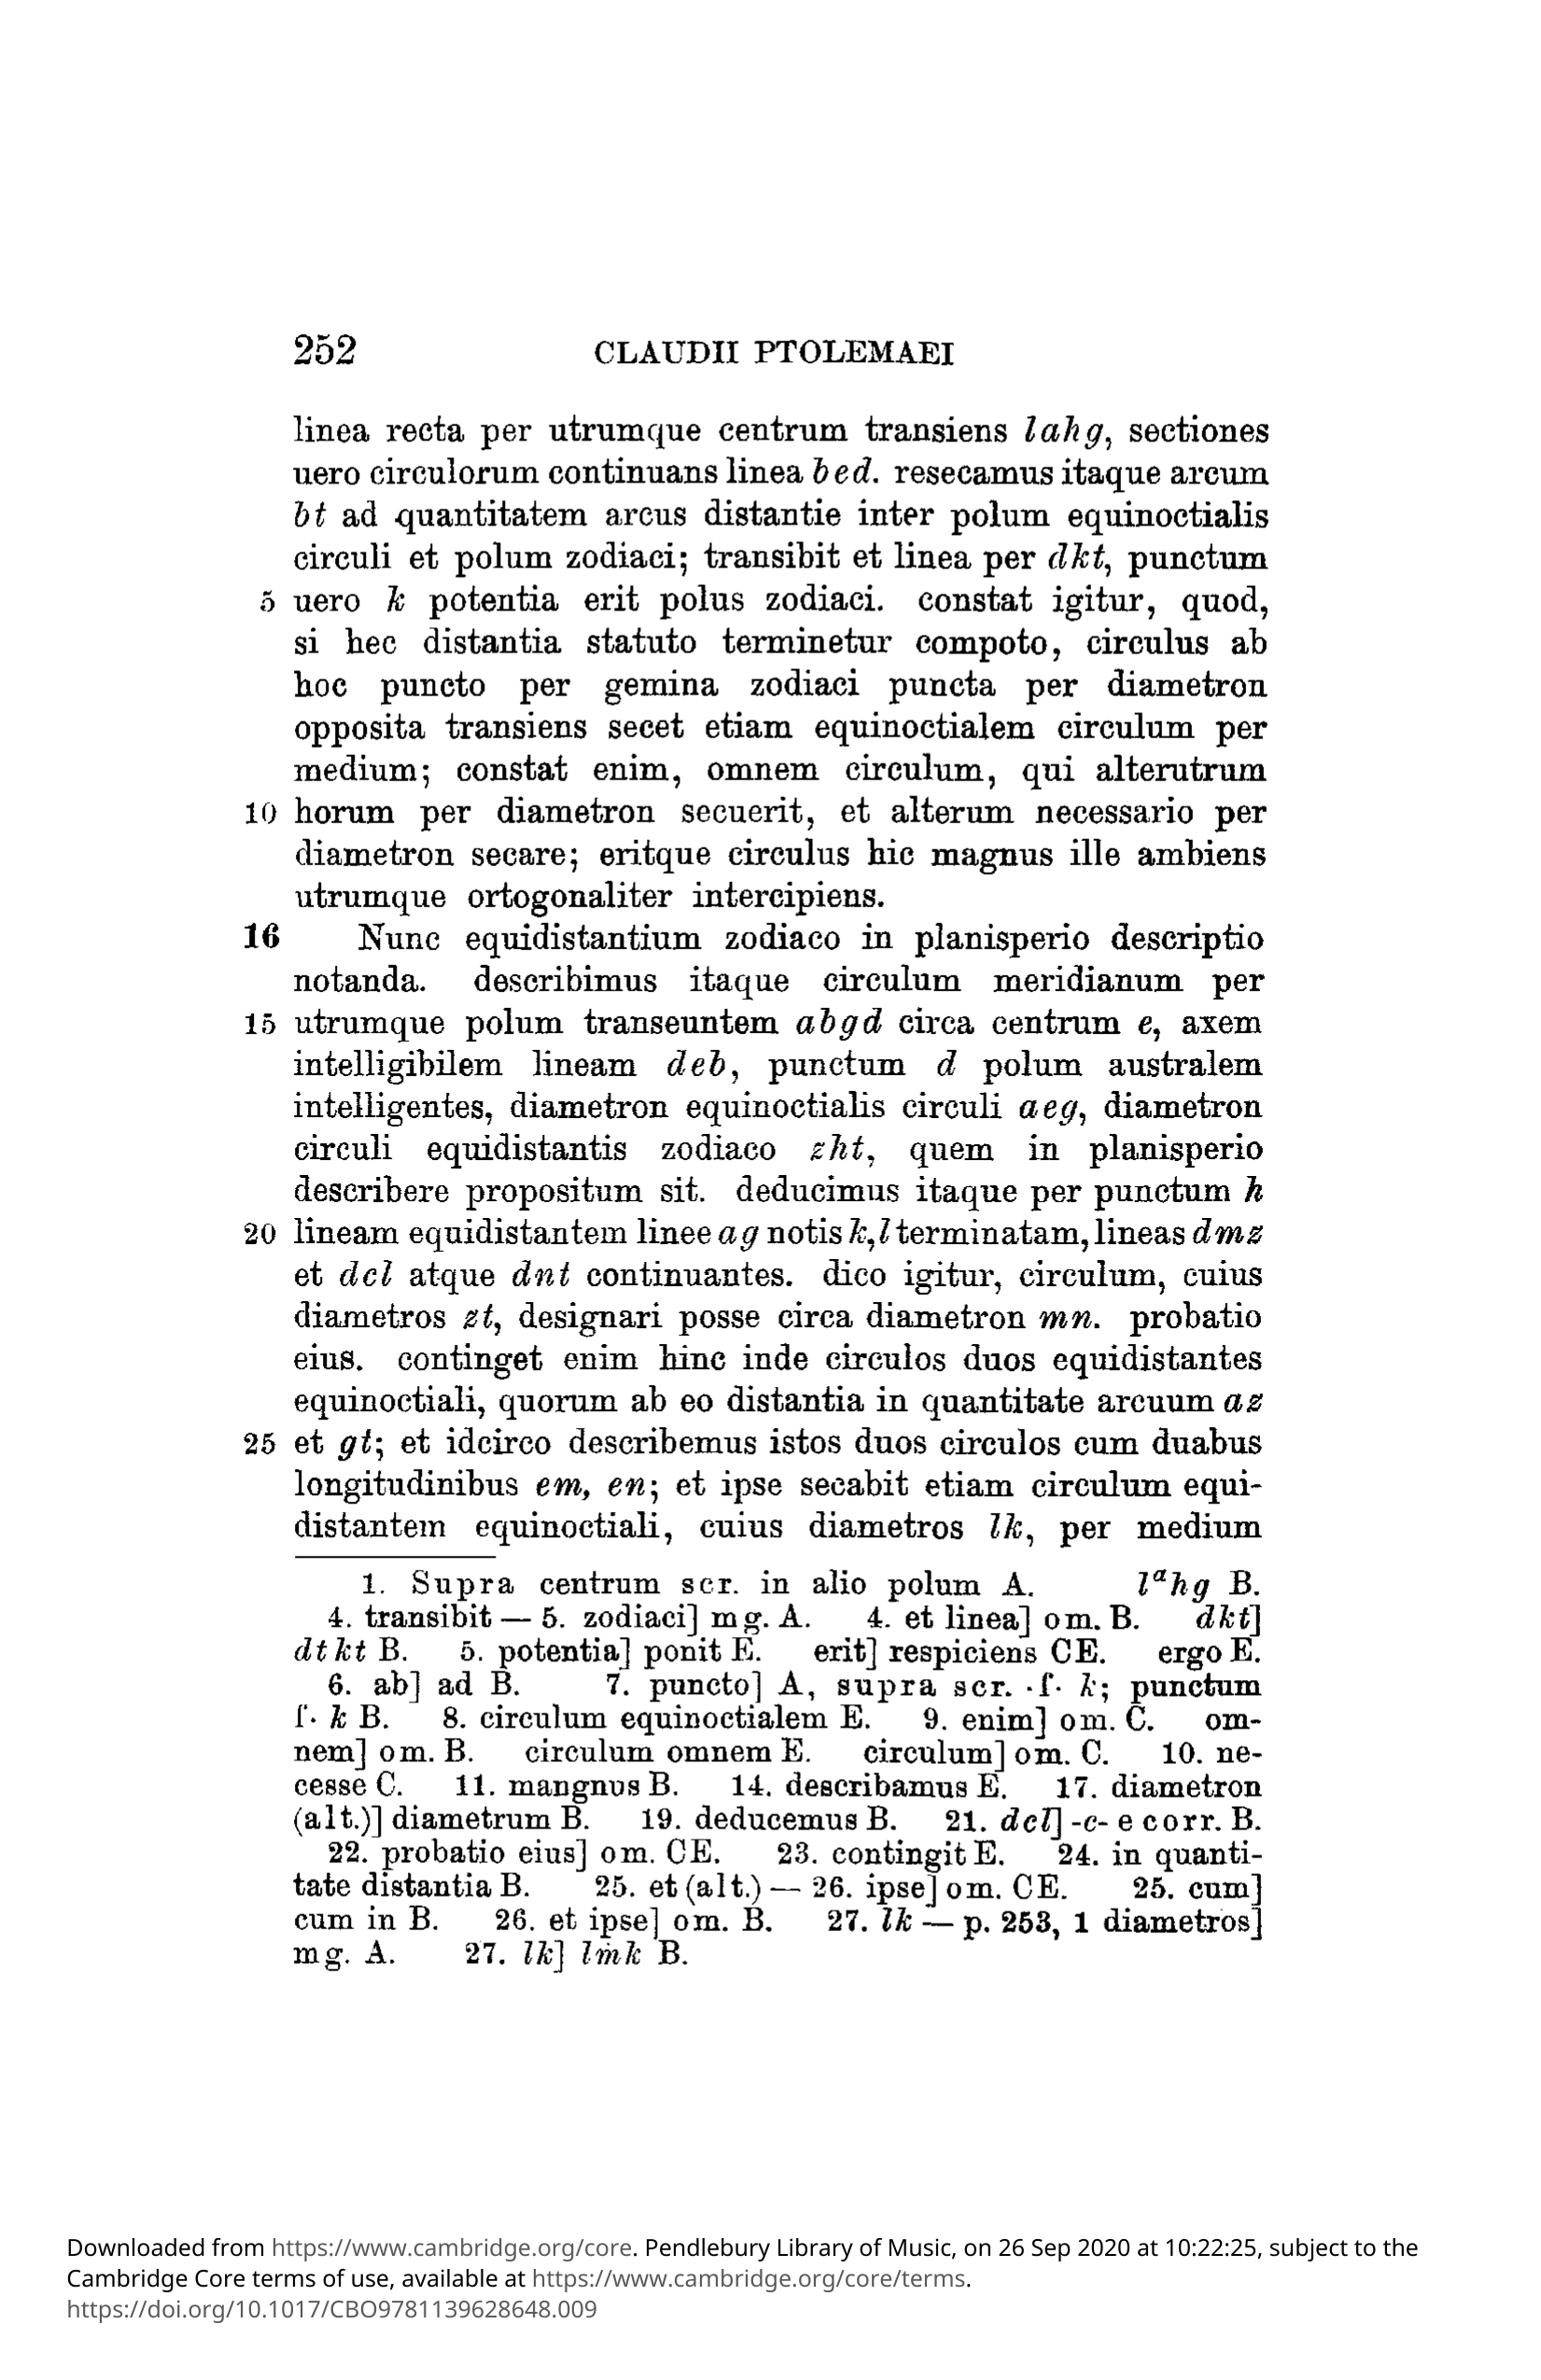 252 CLAUDII PTOLEMAEI
linea recta per utrumque centrum transiens lahg, sectiones
uero circulorum continuans linea bed. resecamus itaque arcum
bt ad quantitatem arcus distantie inter polum equinoctialis
circuli et polum zodiaci; transibit et linea per dkt, punctum
5 uero k potentia erit polus zodiaci. constat igitur, quod,
si hec distantia statuto terminetur compoto, circulus ab
hoc puncto per gemina zodiaci puncta per diametron
opposita transiens secet etiam equinoctialem circulum per
medium; constat enim, omnem circulum, qui alterutrum
10 horum per diametron secuerit, et alterum necessario per
diametron secare; eritque circulus hic magnus ille ambiens
utrumque ortogonaliter intercipiens.
16 Nunc equidistantium zodiaco in planisperio descriptio
notanda. describimus itaque circulum meridianum per
15 utrumque polum transeuntem abgd circa centrum e, axem
intelligibilem lineam deb, punctum d polum australem
intelligentes, diametron equinoctialis circuli aeg, diametron
circuli equidistantis zodiaco zht, quem in planisperio
describere propositum sit. deducimus itaque per punctum h
20 lineam equidistantem linee ag notis k, l terminatam, lineas dmz
et dcl atque dnt continuantes. dico igitur, circulum, cuius
diametros zt, designari posse circa diametron mn. probatio
eius. continget enim hinc inde circulos duos equidistantes
equinoctiali, quorum ab eo distantia in quantitate arcuum az
25 et gt; et idcirco describemus istos duos circulos cum duabus
longitudinibus em, en; et ipse secabit etiam circulum equi-
distantem equinoctiali, cuius diametros lk, per medium
1. Supra centrum scr. in alio polum A. lᵃhg B.
4. transibit — 5. zodiaci] mg. A. 4. et linea] om. B. dkt]
dtkt B. 5. potentia] ponit E. erit] respiciens CE. ergo E.
6. ab] ad B. 7. puncto] A, supra scr. ·ſ· k; punctum
ſ· k B. 8. circulum equinoctialem E. 9. enim] om. C. om-
nem] om. B. circulum omnem E. circulum] om. C. 10. ne-
cesse C. 11. mangnus B. 14. describamus E. 17. diametron
(alt.)] diametrum B. 19. deducemus B. 21. dcl] -c- e corr. B.
22. probatio eius] om. CE. 23. contingit E. 24. in quanti-
tate distantia B. 25. et (alt.) — 26. ipse] om. CE. 25. cum]
cum in B. 26. et ipse] om. B. 27. lk — p. 253, 1 diametros]
mg. A. 27. lk] lṁk B.
Downloaded from https://www.cambridge.org/core. Pendlebury Library of Music, on 26 Sep 2020 at 10:22:25, subject to the
Cambridge Core terms of use, available at https://www.cambridge.org/core/terms.
https://doi.org/10.1017/CBO9781139628648.009